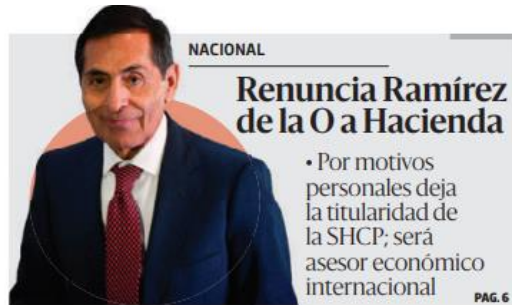 NACIONAL
Renuncia Ramírez
de la O a Hacienda
• Por motivos
personales deja
la titularidad de
la SHCP; será
asesor económico
internacional
PAG. 6